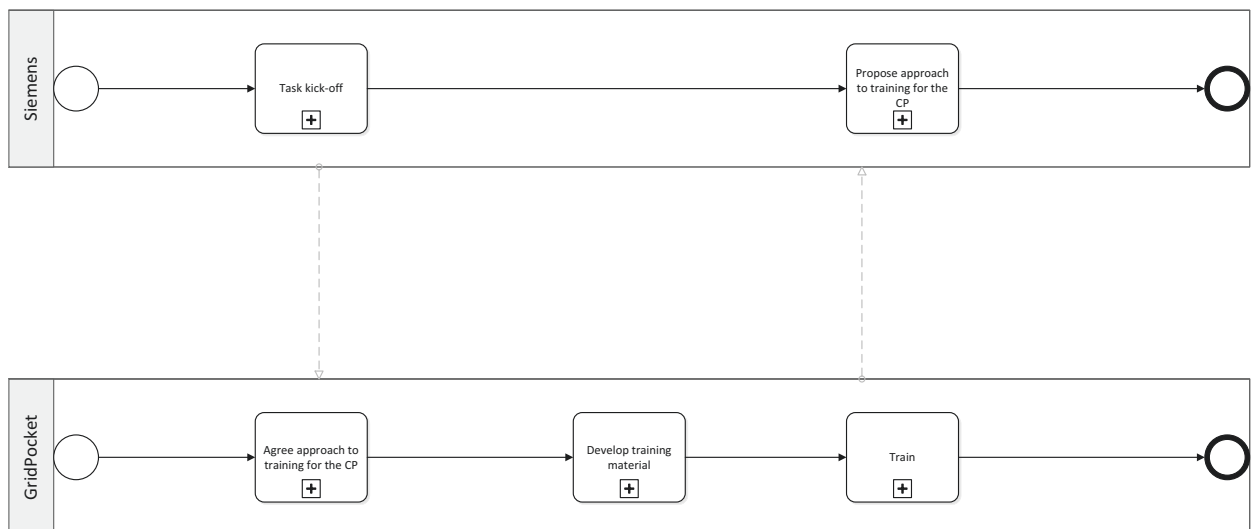 Siemens
Task kick-off
Propose approach
to training for the
CP
GridPocket
Agree approach to
training for the CP
Develop training
material
Train